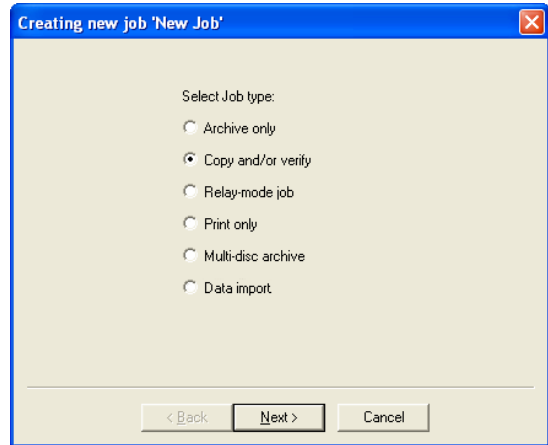 Creating new job 'New Job'
Select Job type:
Archive only
Copy and/or verify
Relay-mode job
Print only
Multi-disc archive
Data import
< Back Next > Cancel